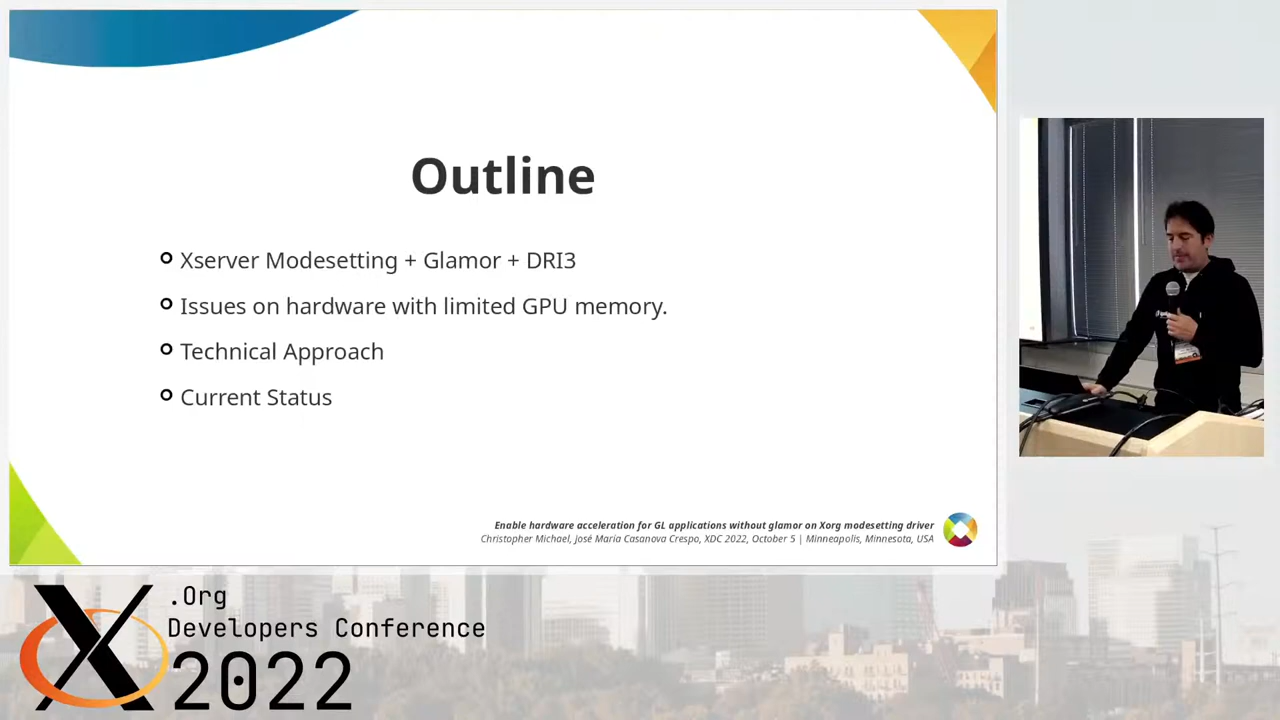 Outline
Xserver Modesetting + Glamor + DRI3
Issues on hardware with limited GPU memory.
Technical Approach
Current Status
Enable hardware acceleration for GL applications without glamor on Xorg modesetting driver
Christopher Michael, José María Casanova Crespo, XDC 2022, October 5 | Minneapolis, Minnesota, USA
X.Org
Developers Conference
2022